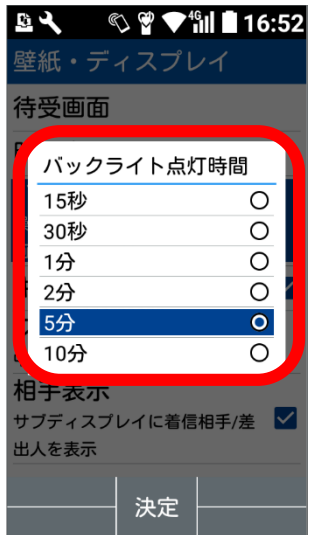 4G 16:52
壁紙・ディスプレイ
待受画面
バックライト点灯時間
15秒
30秒
1分
2分
5分
10分
相手表示
サブディスプレイに着信相手/差
出人を表示
決定